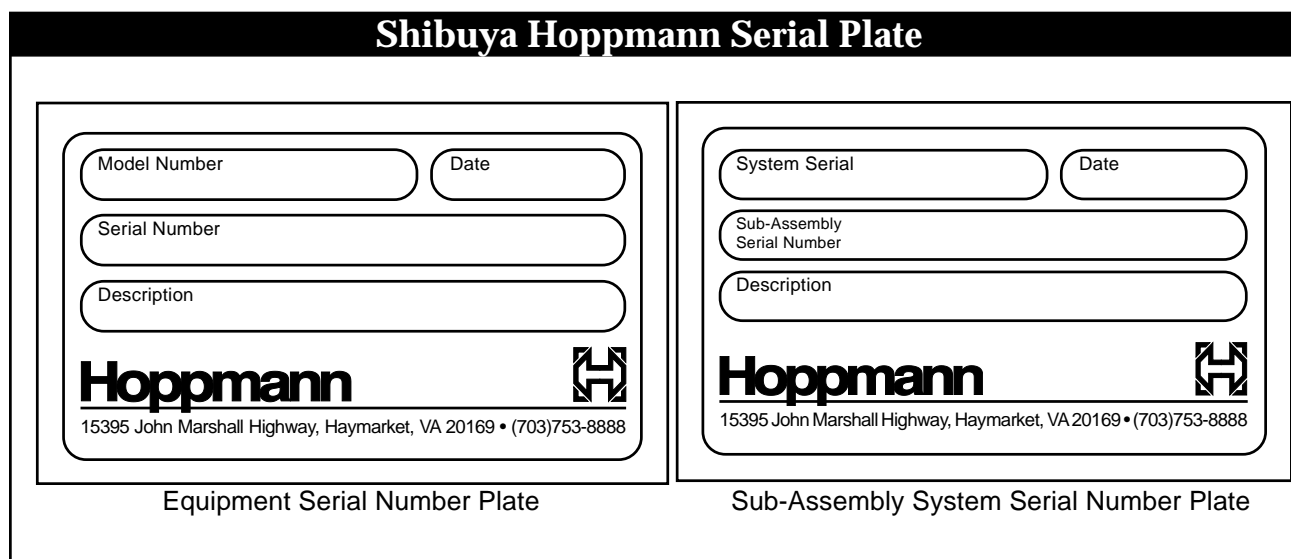 Shibuya Hoppmann Serial Plate
Model Number
Date
Serial Number
Description
Hoppmann
15395 John Marshall Highway, Haymarket, VA 20169 • (703)753-8888
Equipment Serial Number Plate
System Serial
Date
Sub-Assembly
Serial Number
Description
Hoppmann
15395 John Marshall Highway, Haymarket, VA 20169 • (703)753-8888
Sub-Assembly System Serial Number Plate